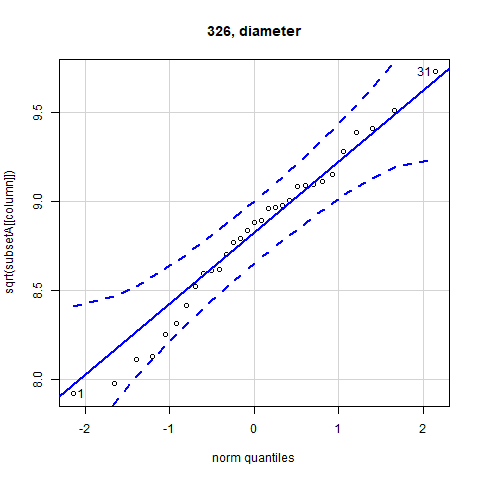 326, diameter
sqrt(subsetA[[column]])
9.5
9.0
8.5
8.0
31
1
-2 -1 0 1 2
norm quantiles